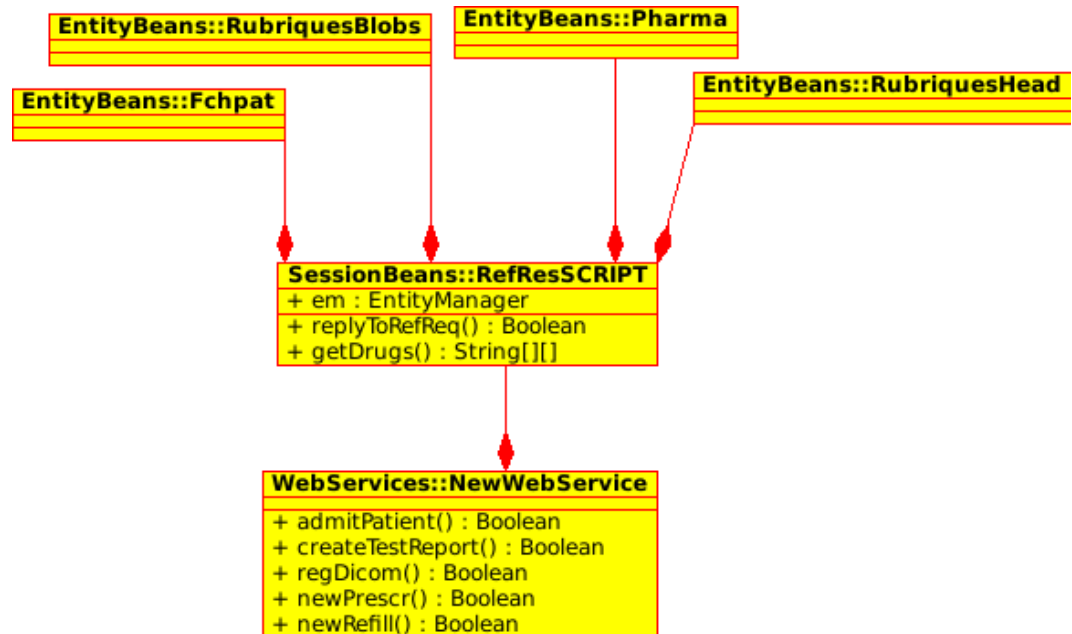 EntityBeans::RubriquesBlobs
EntityBeans::Pharma
EntityBeans::Fchpat
EntityBeans::RubriquesHead
SessionBeans::RefResSCRIPT
+ em : EntityManager
+ replyToRefReq() : Boolean
+ getDrugs() : String[][]
WebServices::NewWebService
+ admitPatient() : Boolean
+ createTestReport() : Boolean
+ regDicom() : Boolean
+ newPrescr() : Boolean
+ newRefill() : Boolean